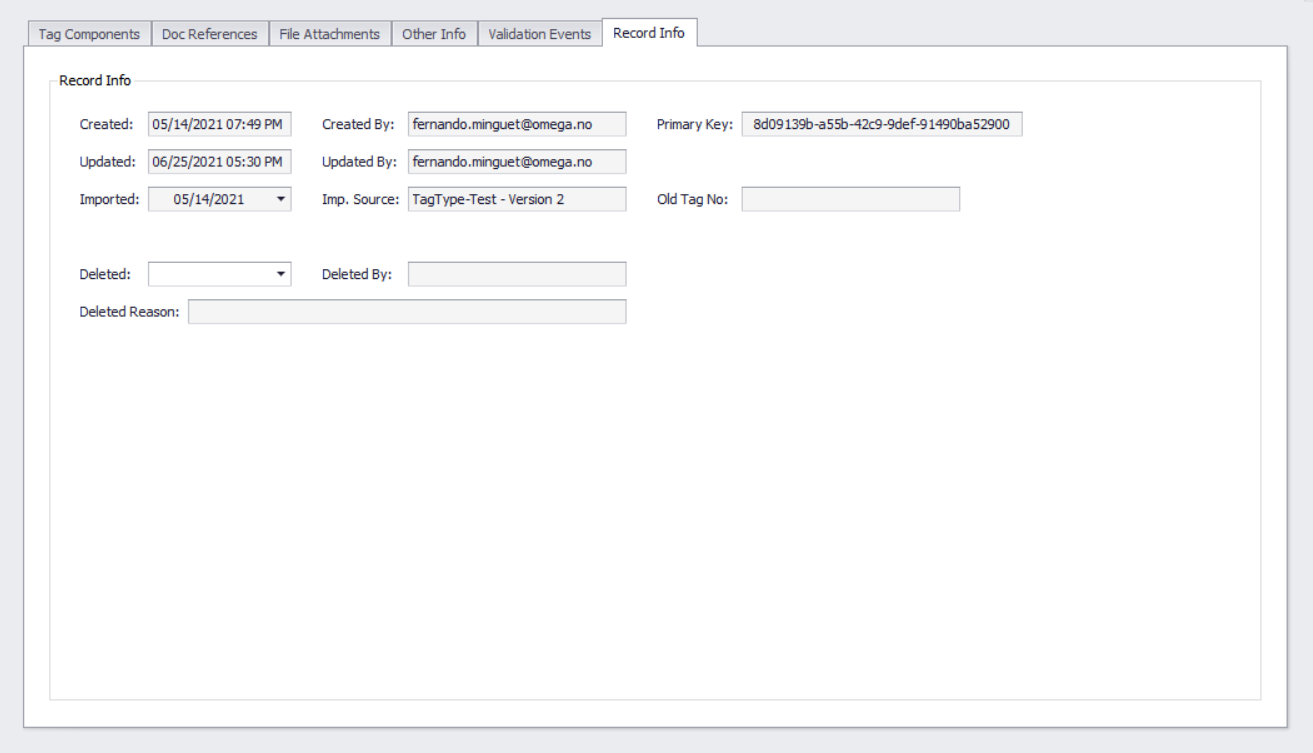 Tag Components Doc References File Attachments Other Info Validation Events Record Info
Record Info
Created: 05/14/2021 07:49 PM Created By: fernando.minguet@omega.no Primary Key: 8d09139b-a55b-42c9-9def-91490ba52900
Updated: 06/25/2021 05:30 PM Updated By: fernando.minguet@omega.no
Imported: 05/14/2021 Imp. Source: TagType-Test - Version 2 Old Tag No:
Deleted: Deleted By:
Deleted Reason: